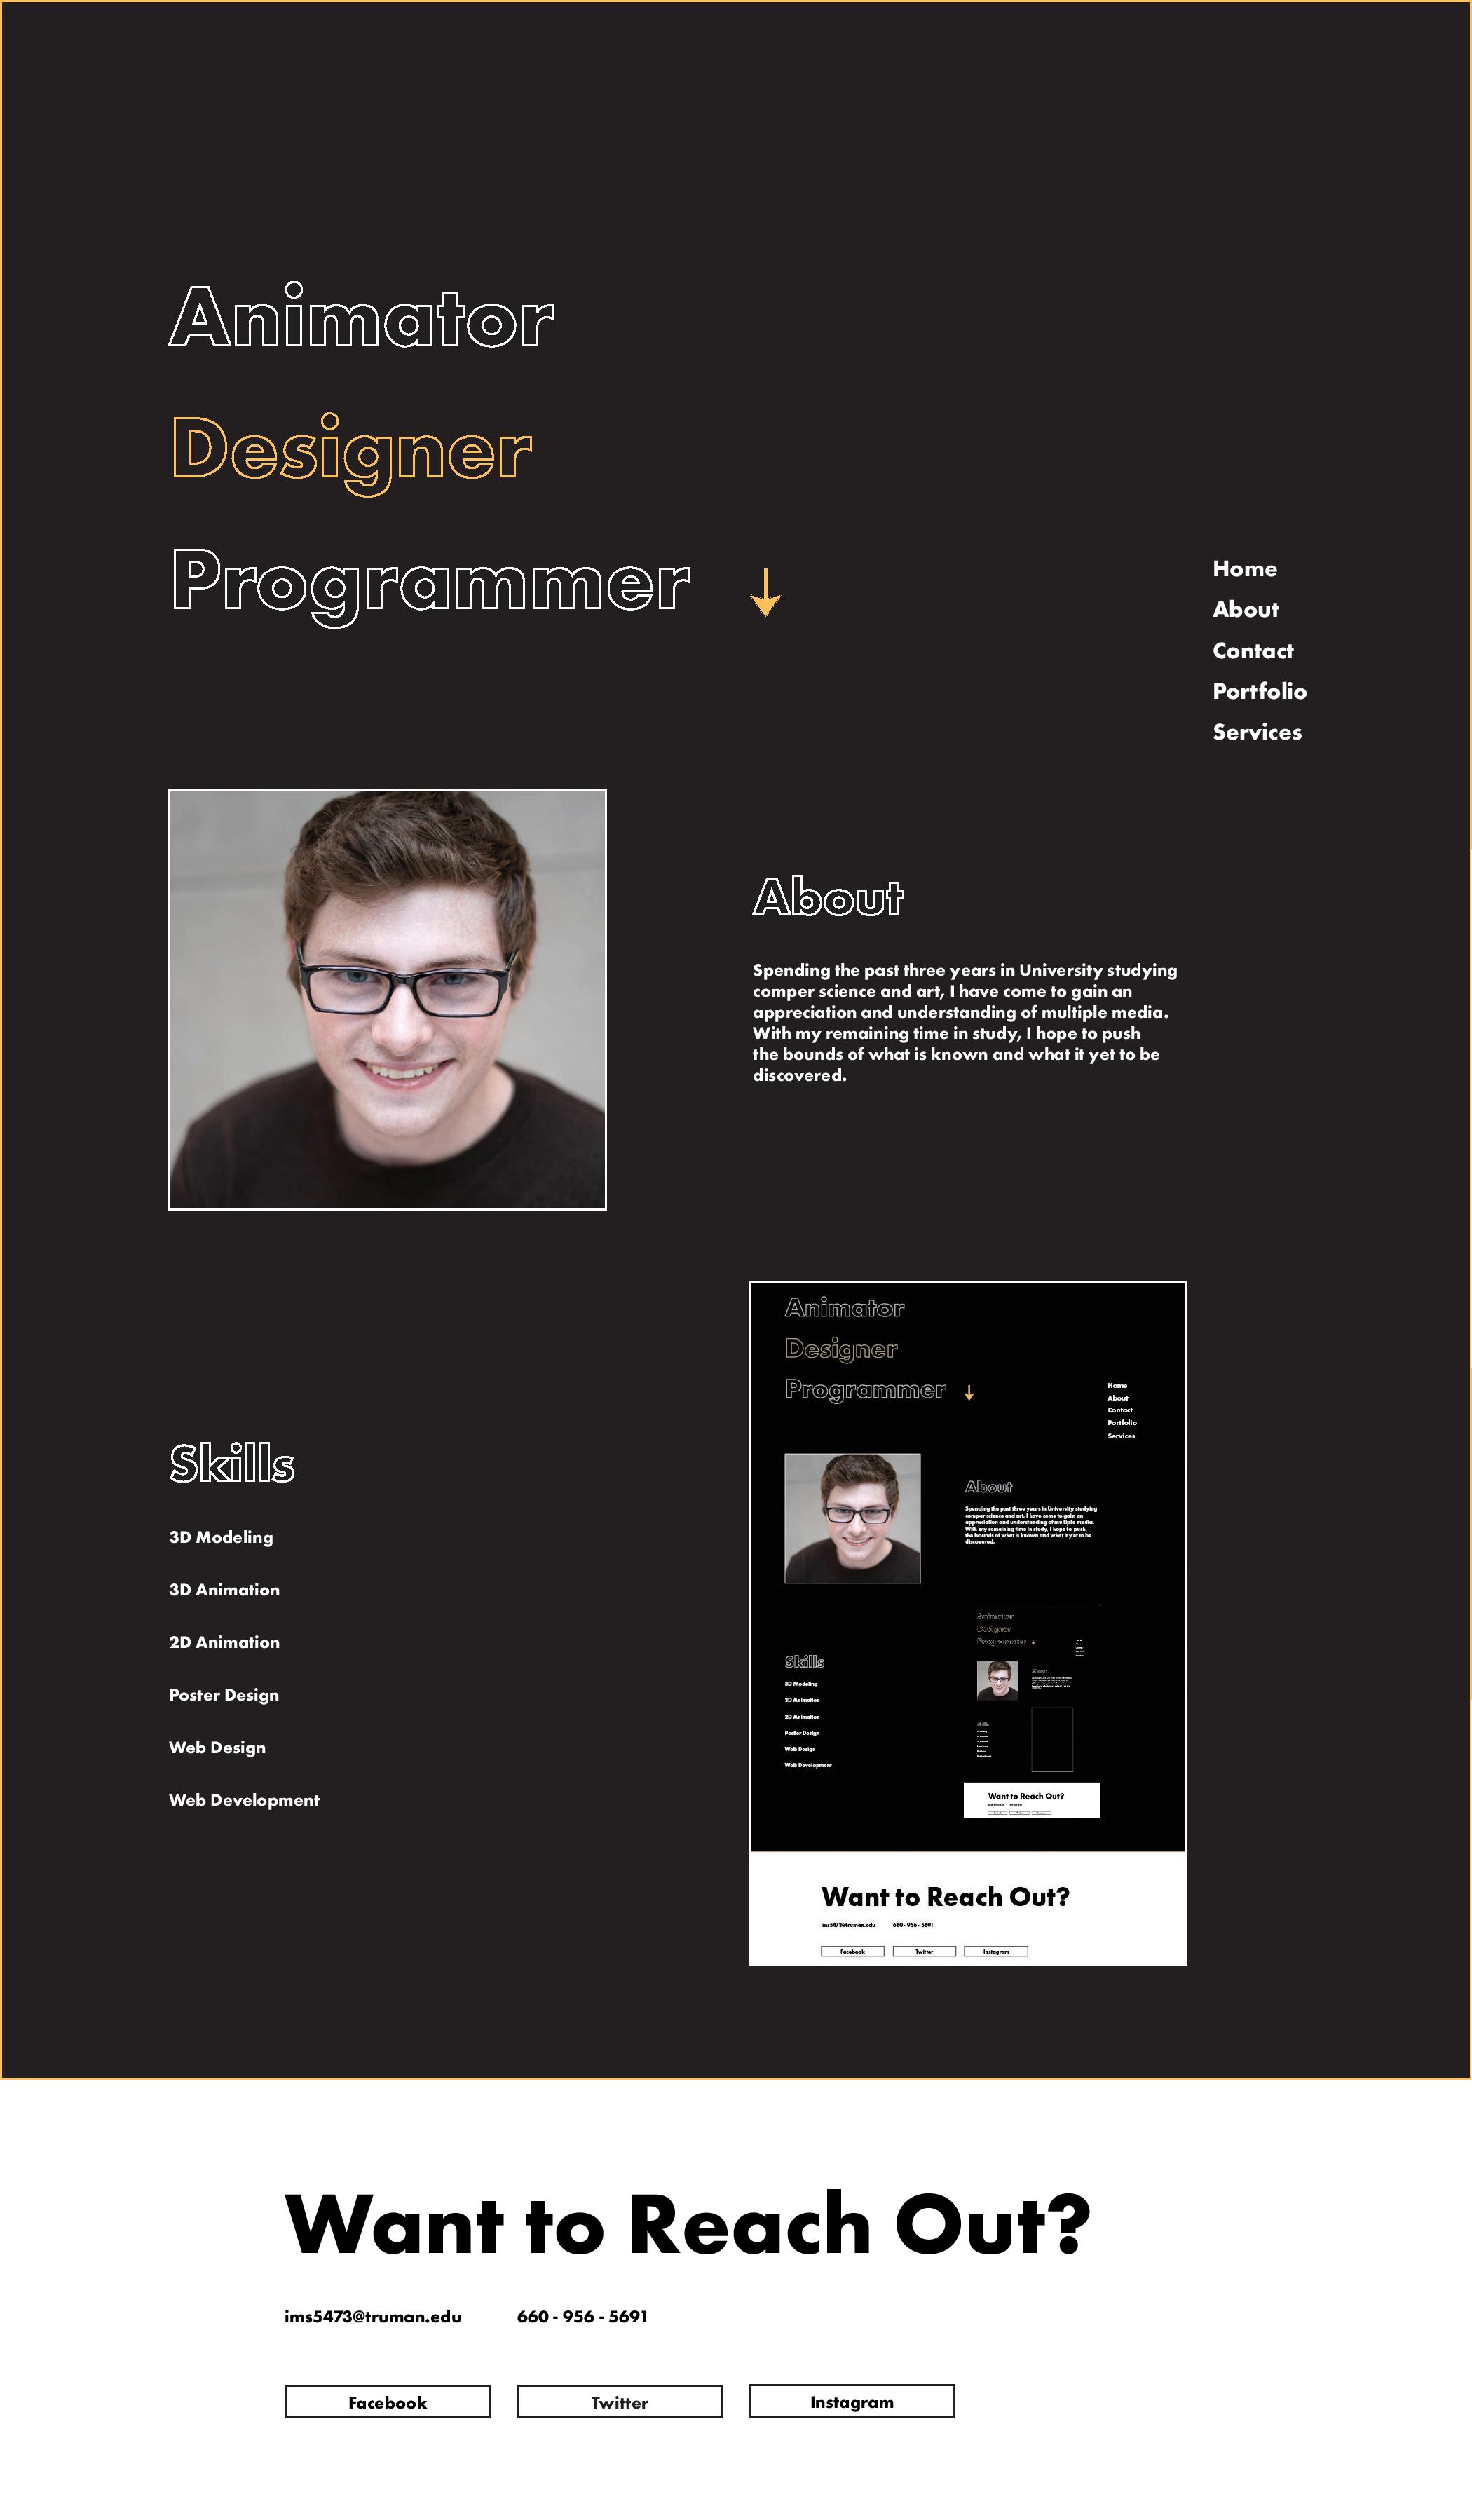 Animator
Designer
Programmer
Home
About
Contact
Portfolio
Services
About
Spending the past three years in University studying
comper science and art, I have come to gain an
appreciation and understanding of multiple media.
With my remaining time in study, I hope to push
the bounds of what is known and what it yet to be
discovered.
Skills
3D Modeling
3D Animation
2D Animation
Poster Design
Web Design
Web Development
Animator
Designer
Programmer
Home
About
Contact
Portfolio
Services
About
Spending the past three years in University studying
comper science and art, I have come to gain an
appreciation and understanding of multiple media.
With my remaining time in study, I hope to push
the bounds of what is known and what it yet to be
discovered.
Skills
3D Modeling
3D Animation
2D Animation
Poster Design
Web Design
Web Development
Animator
Designer
Programmer
About
Skills
Want to Reach Out?
Want to Reach Out?
ims5473@truman.edu 660 - 956 - 5691
Facebook Twitter Instagram
Want to Reach Out?
ims5473@truman.edu 660 - 956 - 5691
Facebook Twitter Instagram